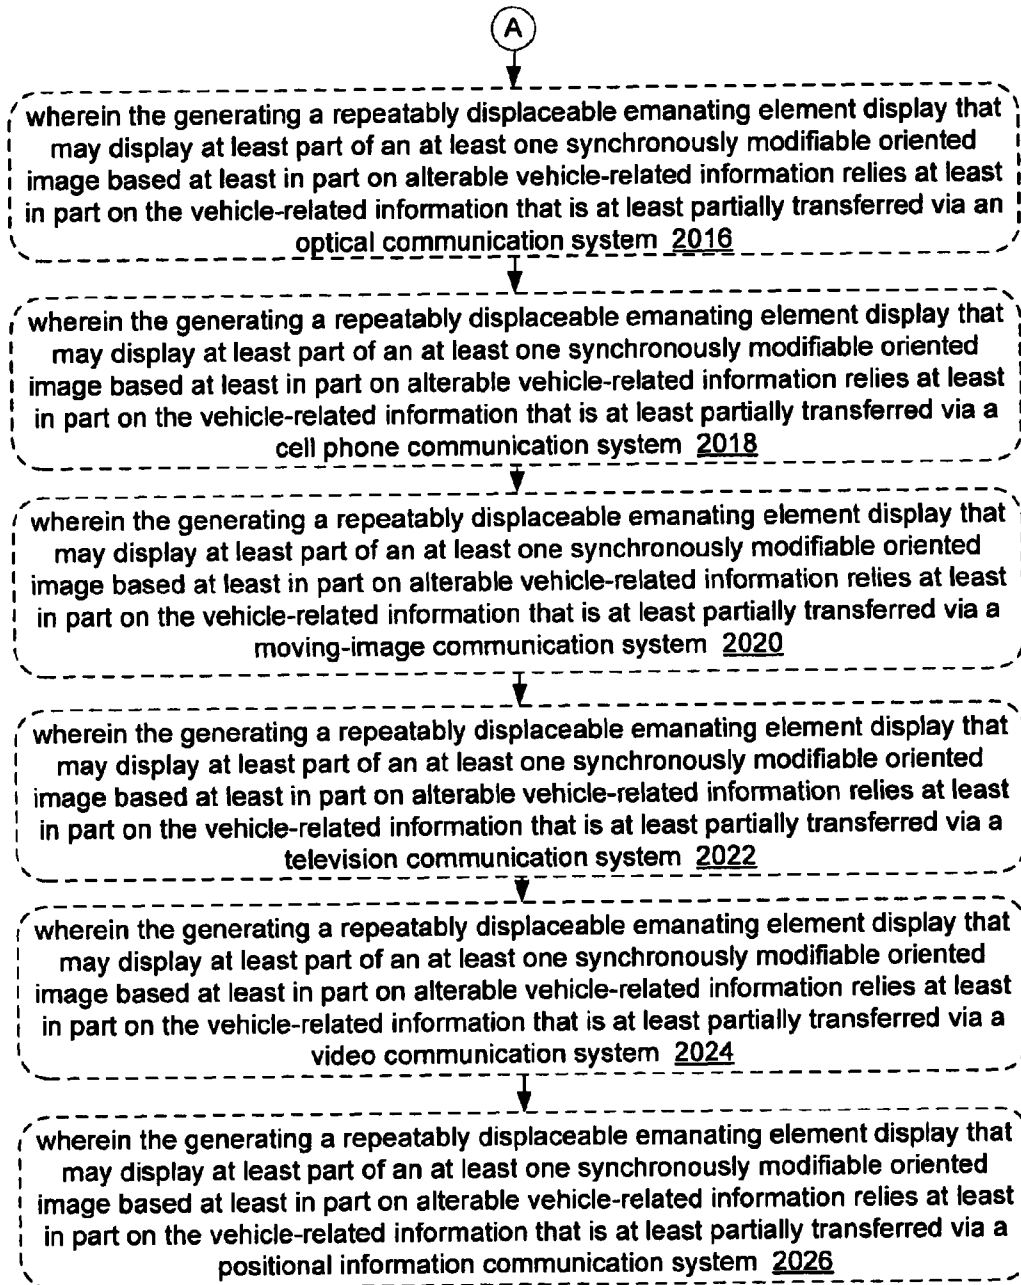 A
wherein the generating a repeatably displaceable emanating element display that
may display at least part of an at least one synchronously modifiable oriented
image based at least in part on alterable vehicle-related information relies at least
in part on the vehicle-related information that is at least partially transferred via an
optical communication system 2016
wherein the generating a repeatably displaceable emanating element display that
may display at least part of an at least one synchronously modifiable oriented
image based at least in part on alterable vehicle-related information relies at least
in part on the vehicle-related information that is at least partially transferred via a
cell phone communication system 2018
wherein the generating a repeatably displaceable emanating element display that
may display at least part of an at least one synchronously modifiable oriented
image based at least in part on alterable vehicle-related information relies at least
in part on the vehicle-related information that is at least partially transferred via a
moving-image communication system 2020
wherein the generating a repeatably displaceable emanating element display that
may display at least part of an at least one synchronously modifiable oriented
image based at least in part on alterable vehicle-related information relies at least
in part on the vehicle-related information that is at least partially transferred via a
television communication system 2022
wherein the generating a repeatably displaceable emanating element display that
may display at least part of an at least one synchronously modifiable oriented
image based at least in part on alterable vehicle-related information relies at least
in part on the vehicle-related information that is at least partially transferred via a
video communication system 2024
wherein the generating a repeatably displaceable emanating element display that
may display at least part of an at least one synchronously modifiable oriented
image based at least in part on alterable vehicle-related information relies at least
in part on the vehicle-related information that is at least partially transferred via a
positional information communication system 2026